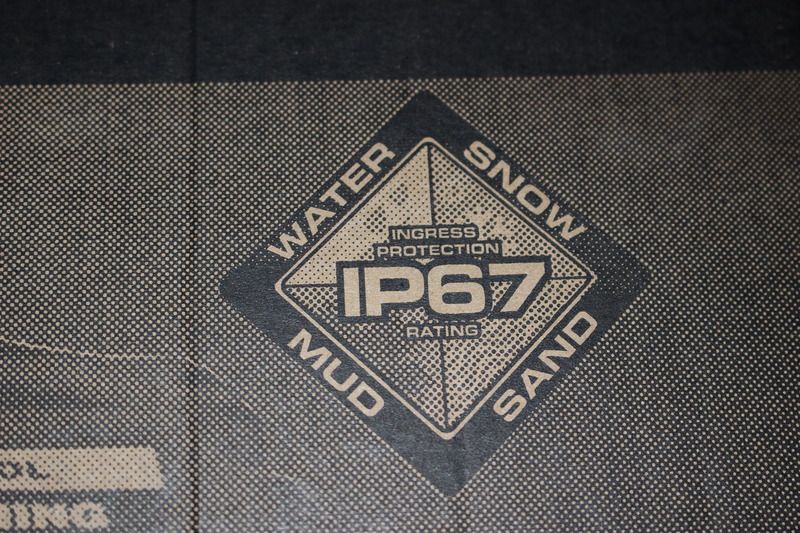 WATER
SNOW
INGRESS
PROTECTION
IP67
RATING
MUD
SAND